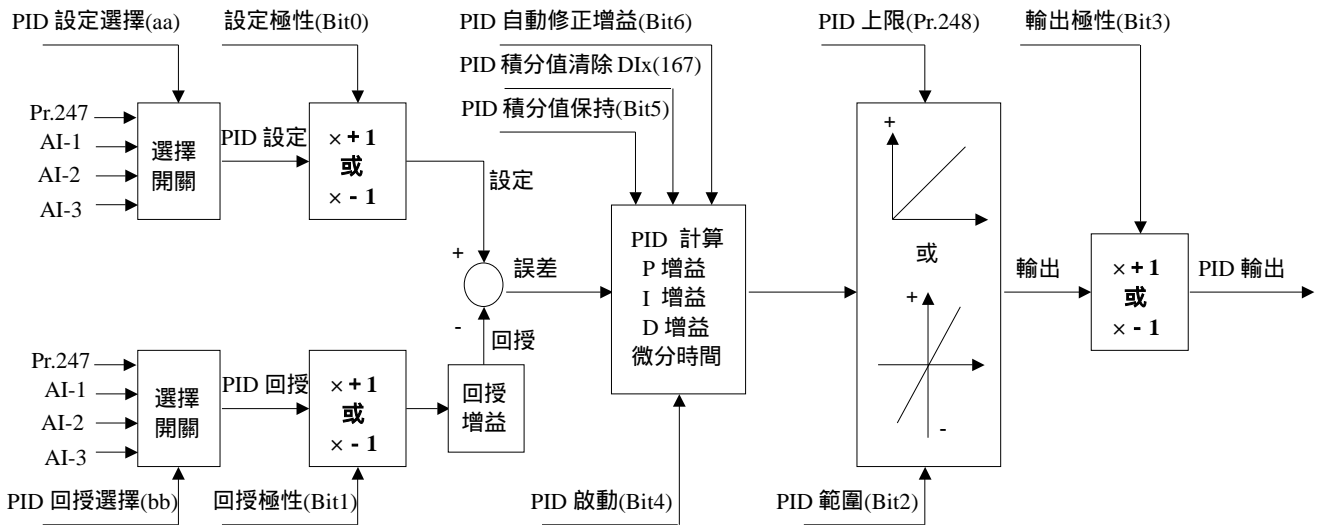 PID 設定選擇(aa)
設定極性(Bit0)
PID 自動修正增益(Bit6)
PID 上限(Pr.248)
輸出極性(Bit3)
PID 積分值清除 DIx(167)
PID 積分值保持(Bit5)
Pr.247
AI-1
AI-2
AI-3
選擇
開關
PID 設定
× + 1
或
× - 1
設定
+
-
誤差
回授
PID 計算
P 增益
I 增益
D 增益
微分時間
+
或
+
-
輸出
× + 1
或
× - 1
PID 輸出
Pr.247
AI-1
AI-2
AI-3
選擇
開關
PID 回授
× + 1
或
× - 1
回授
增益
PID 回授選擇(bb)
回授極性(Bit1)
PID 啟動(Bit4)
PID 範圍(Bit2)